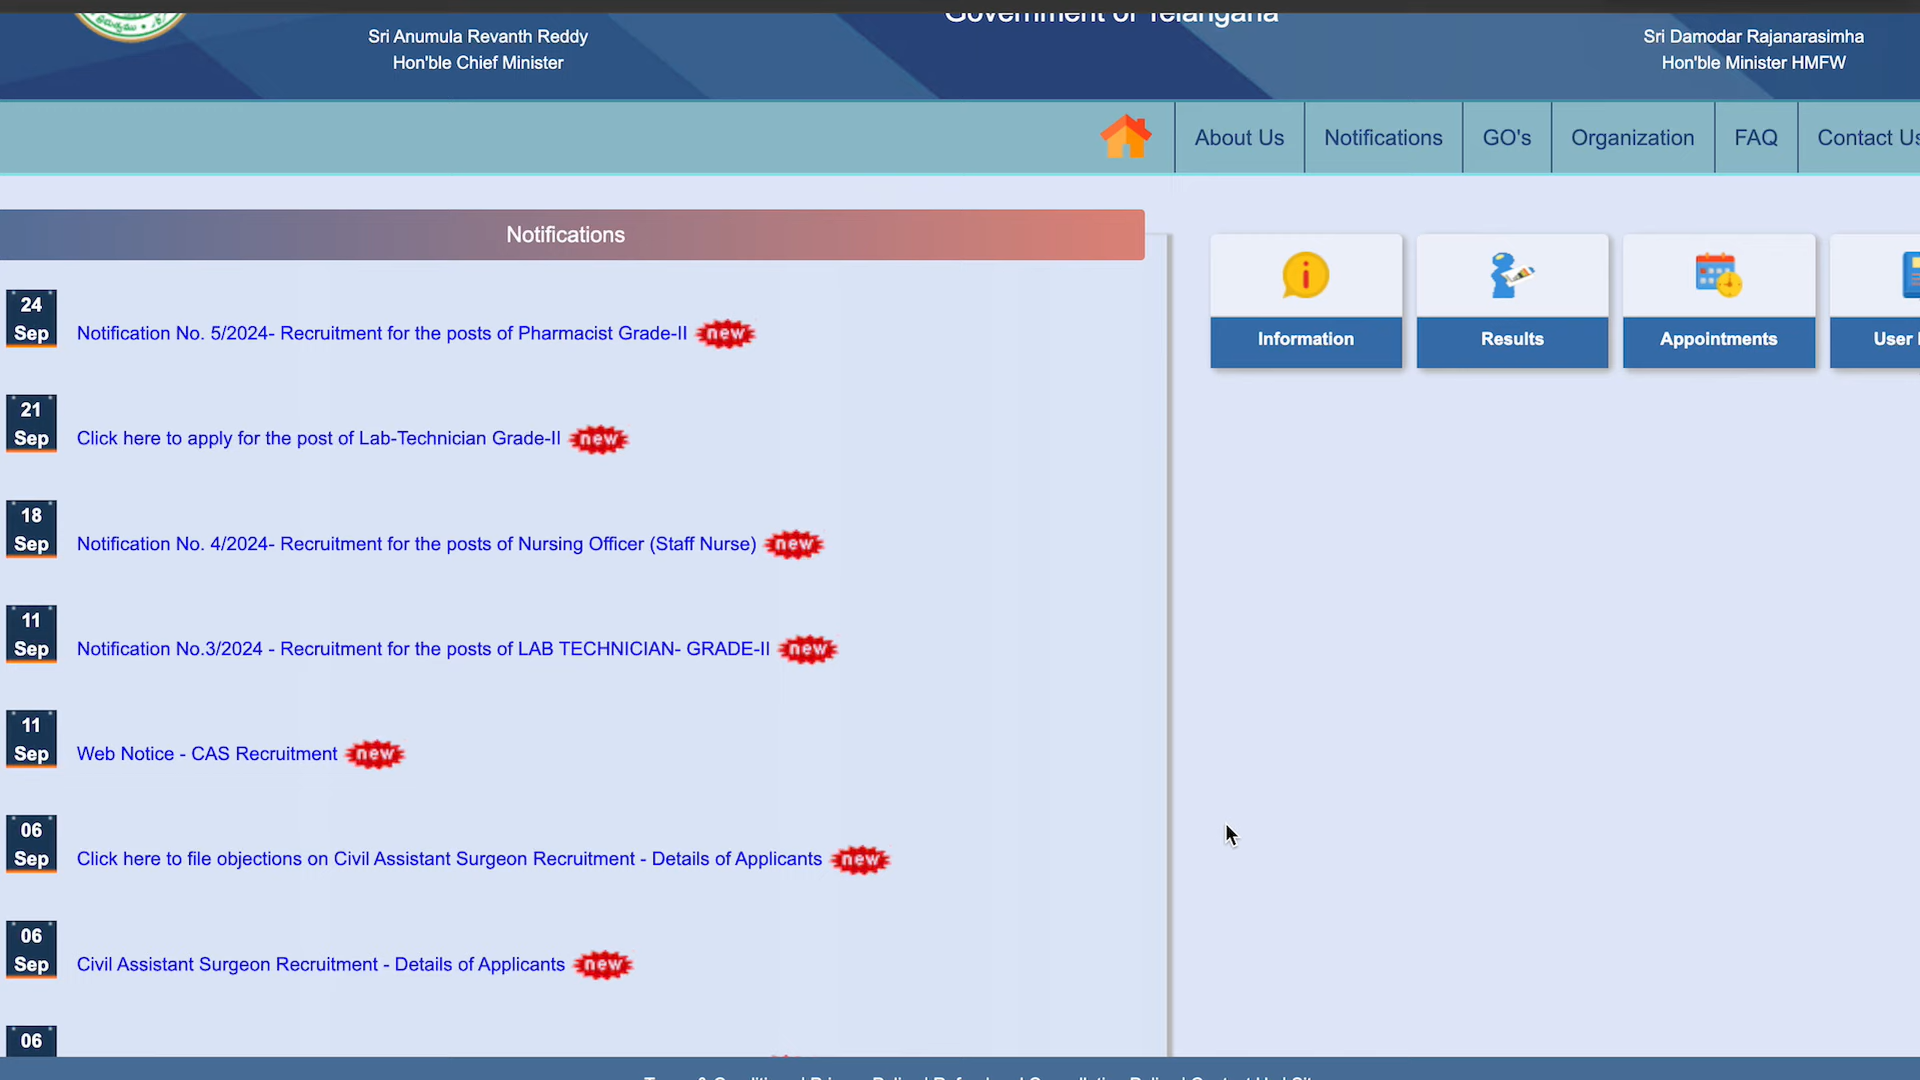 Government of Telangana
Sri Anumula Revanth Reddy
Hon'ble Chief Minister
Sri Damodar Rajanarasimha
Hon'ble Minister HMFW
About Us
Notifications
GO's
Organization
FAQ
Contact Us
Notifications
24
Sep
Notification No. 5/2024- Recruitment for the posts of Pharmacist Grade-II new
21
Sep
Click here to apply for the post of Lab-Technician Grade-II new
18
Sep
Notification No. 4/2024- Recruitment for the posts of Nursing Officer (Staff Nurse) new
11
Sep
Notification No.3/2024 - Recruitment for the posts of LAB TECHNICIAN- GRADE-II new
11
Sep
Web Notice - CAS Recruitment new
06
Sep
Click here to file objections on Civil Assistant Surgeon Recruitment - Details of Applicants new
06
Sep
Civil Assistant Surgeon Recruitment - Details of Applicants new
06
Information
Results
Appointments
User